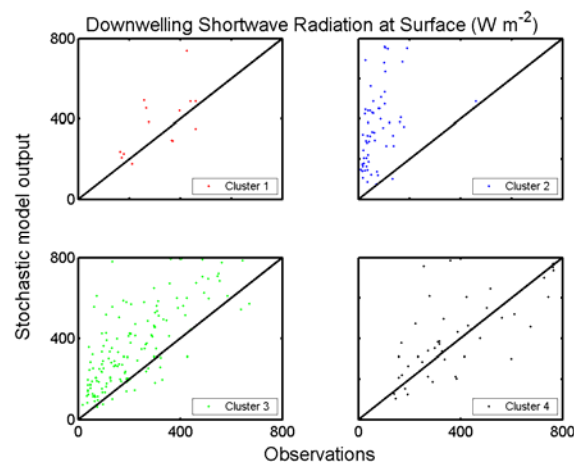 Downwelling Shortwave Radiation at Surface (W m-2)
800
400
0
Cluster 1
Cluster 2
Stochastic model output
800
400
0
0
400
800
Cluster 3
0
400
800
Cluster 4
Observations